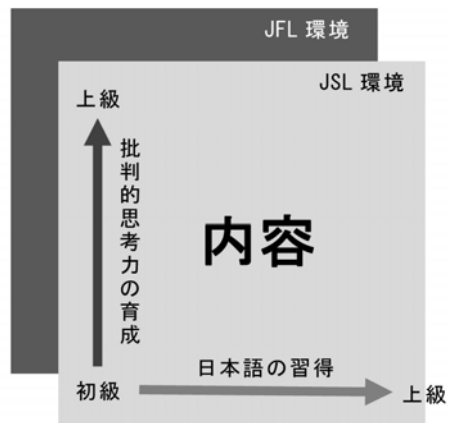 JFL 環境
JSL 環境
上級
批判的思考力の育成
内容
日本語の習得
初級
上級